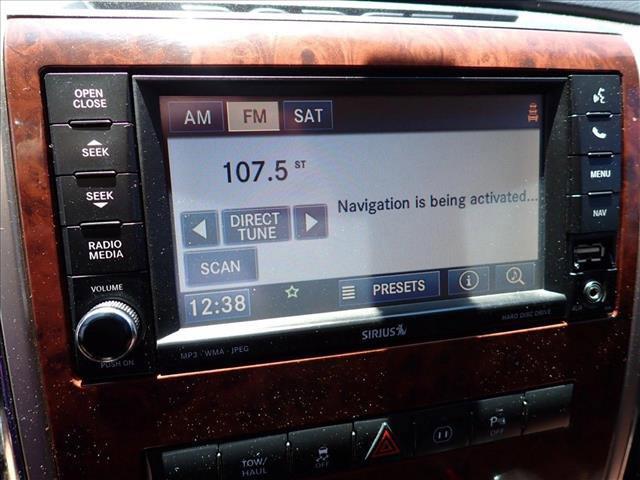 OPEN
CLOSE
SEEK
SEEK
RADIO
MEDIA
VOLUME
PUSH ON
AM FM SAT
107.5 ST
Navigation is being activated...
DIRECT
TUNE
SCAN
12:38
PRESETS
MENU
NAV
SIRIUS
MP3 · WMA · JPEG
HARD DISC DRIVE
TOW/
HAUL
OFF
OFF